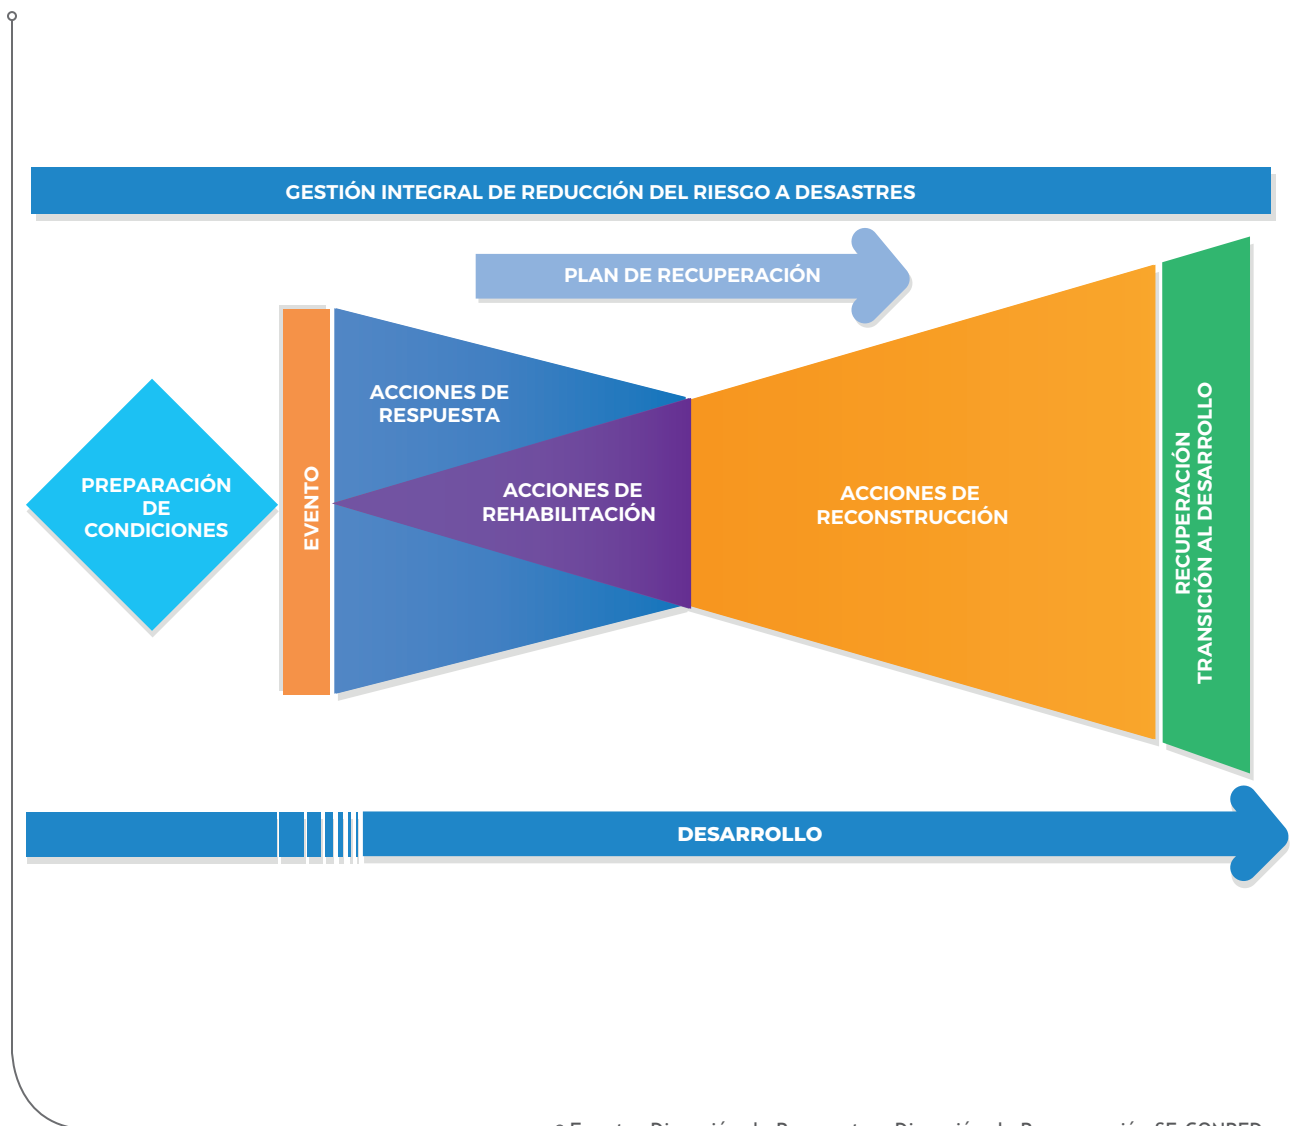 GESTIÓN INTEGRAL DE REDUCCIÓN DEL RIESGO A DESASTRES
PLAN DE RECUPERACIÓN
ACCIONES DE
RESPUESTA
PREPARACIÓN
DE
CONDICIONES
EVENTO
ACCIONES DE
REHABILITACIÓN
ACCIONES DE
RECONSTRUCCIÓN
RECUPERACIÓN
TRANSICIÓN AL DESARROLLO
DESARROLLO